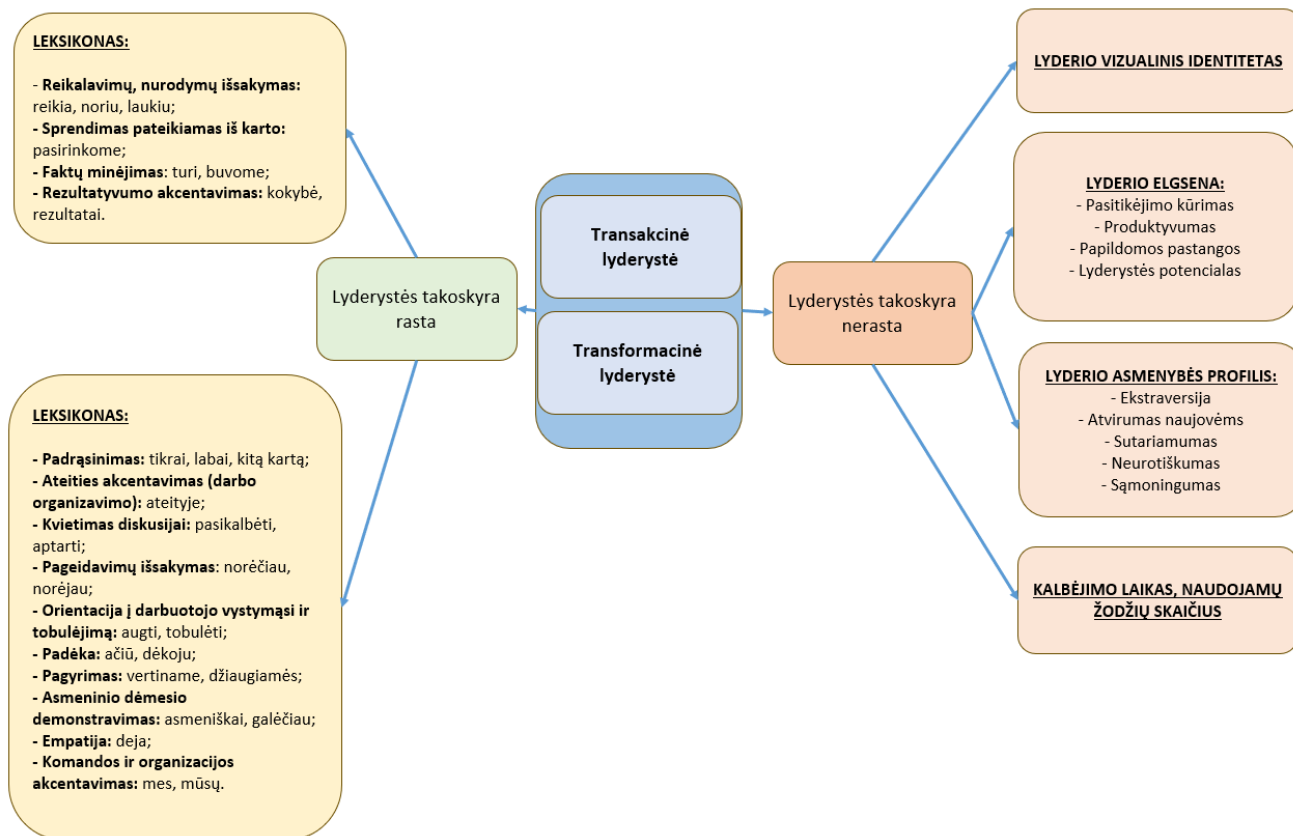 LEKSIKONAS:
- Reikalavimų, nurodymų išsakymas:
reikia, noriu, laukiu;
- Sprendimas pateikiamas iš karto:
pasirinkome;
- Faktų minėjimas: turi, buvome;
- Rezultatyvumo akcentavimas: kokybė,
rezultatai.
Lyderystės takoskyra
rasta
LEKSIKONAS:
- Padrąsinimas: tikrai, labai, kitą kartą;
- Ateities akcentavimas (darbo
organizavimo): ateityje;
- Kvietimas diskusijai: pasikalbėti,
aptarti;
- Pageidavimų išsakymas: norėčiau,
norėjau;
- Orientacija į darbuotojo vystymąsi ir
tobulėjimą: augti, tobulėti;
- Padėka: ačiū, dėkoju;
- Pagyrimas: vertiname, džiaugiamės;
- Asmeninio dėmesio
demonstravimas: asmeniškai, galėčiau;
- Empatija: deja;
- Komandos ir organizacijos
akcentavimas: mes, mūsų.
Transakcinė
lyderystė
Transformacinė
lyderystė
Lyderystės takoskyra
nerasta
LYDERIO VIZUALINIS IDENTITETAS
LYDERIO ELGSENA:
- Pasitikėjimo kūrimas
- Produktyvumas
- Papildomos pastangos
- Lyderystės potencialas
LYDERIO ASMENYBĖS PROFILIS:
- Ekstraversija
- Atvirumas naujovėms
- Sutariamumas
- Neurotiškumas
- Sąmoningumas
KALBĖJIMO LAIKAS, NAUDOJAMŲ
ŽODŽIŲ SKAIČIUS